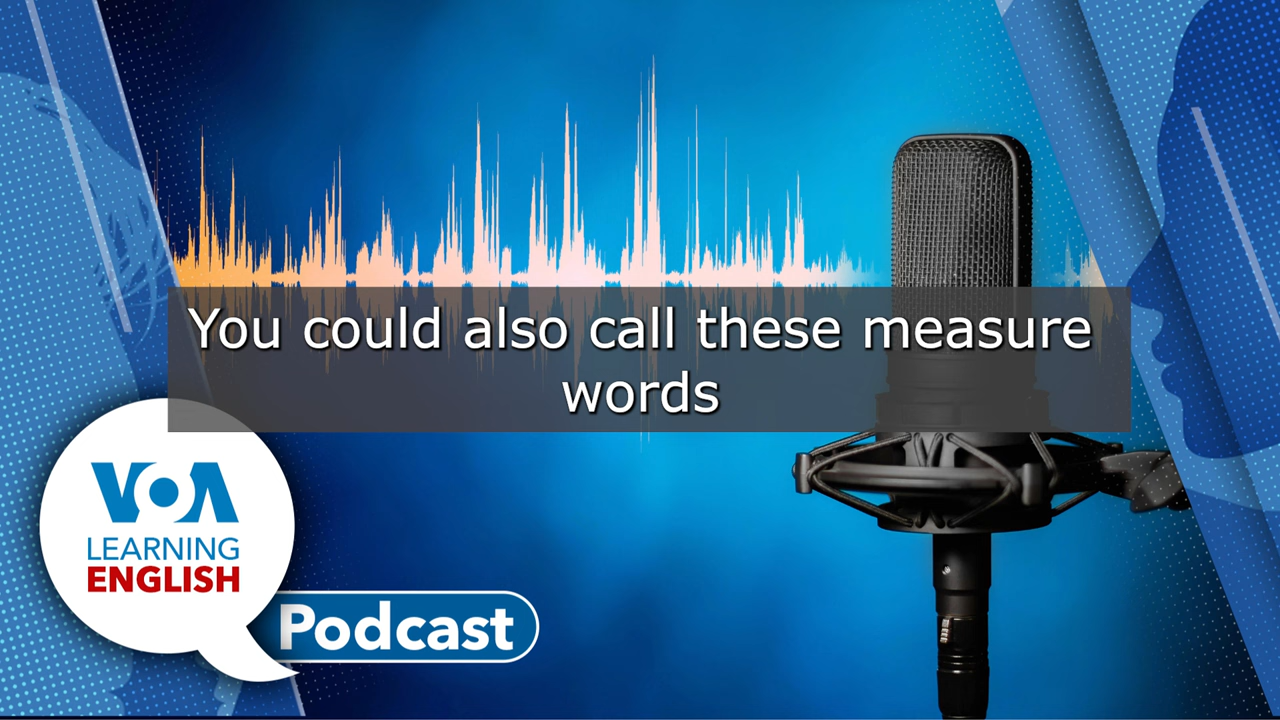 You could also call these measure
words
VOA
LEARNING
ENGLISH
Podcast